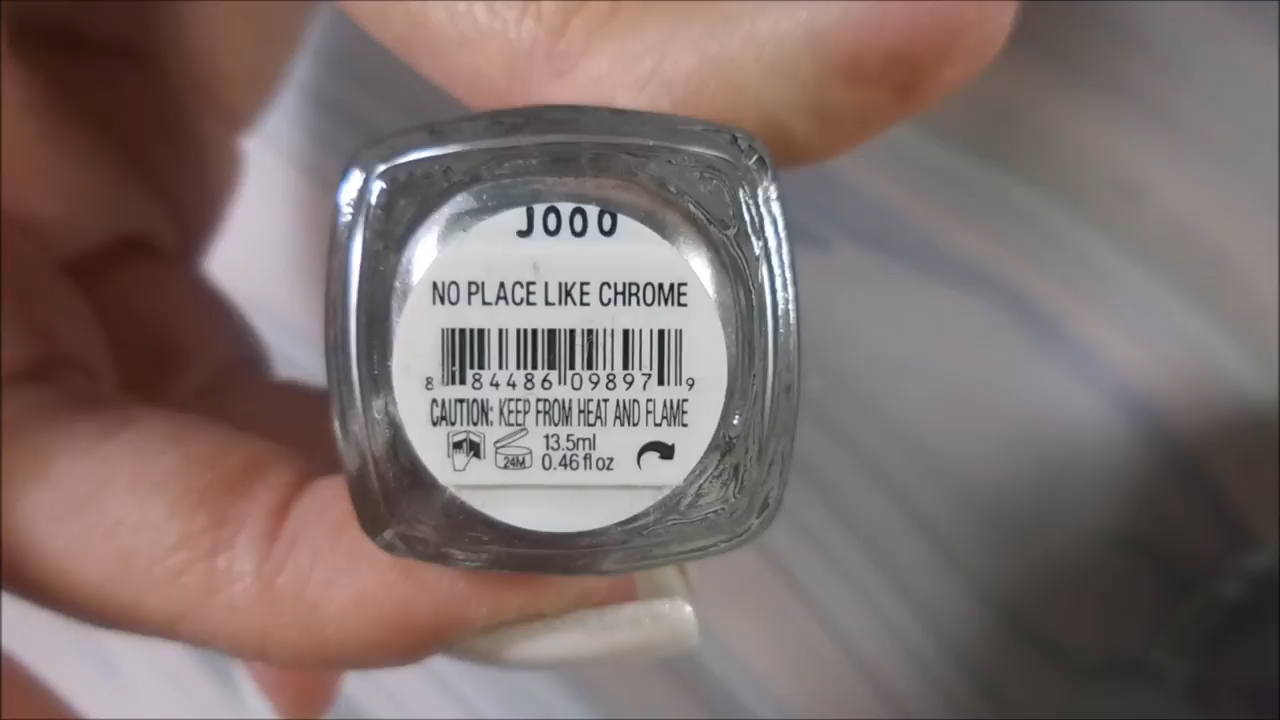 J000
NO PLACE LIKE CHROME
8 84486 09897 9
CAUTION: KEEP FROM HEAT AND FLAME
24M
13.5ml
0.46 fl oz